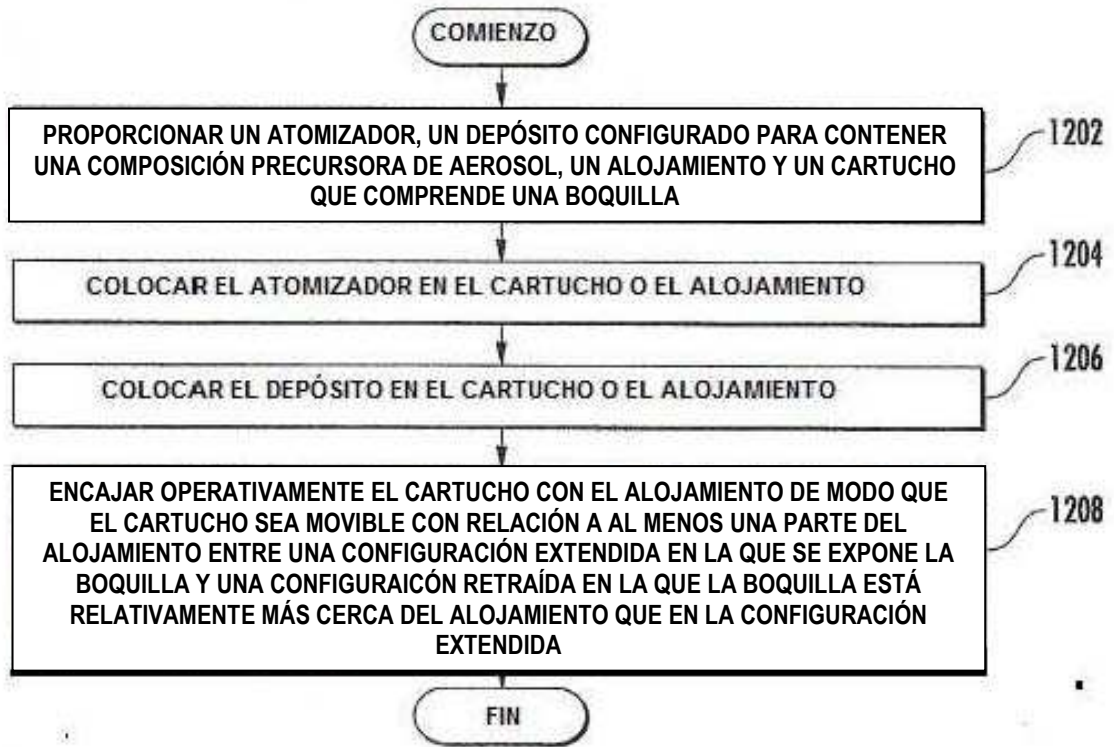 COMIENZO
PROPORCIONAR UN ATOMIZADOR, UN DEPÓSITO CONFIGURADO PARA CONTENER
UNA COMPOSICIÓN PRECURSORA DE AEROSOL, UN ALOJAMIENTO Y UN CARTUCHO
QUE COMPRENDE UNA BOQUILLA
1202
COLOCAR EL ATOMIZADOR EN EL CARTUCHO O EL ALOJAMIENTO
1204
COLOCAR EL DEPÓSITO EN EL CARTUCHO O EL ALOJAMIENTO
1206
ENCAJAR OPERATIVAMENTE EL CARTUCHO CON EL ALOJAMIENTO DE MODO QUE
EL CARTUCHO SEA MOVIBLE CON RELACIÓN A AL MENOS UNA PARTE DEL
ALOJAMIENTO ENTRE UNA CONFIGURACIÓN EXTENDIDA EN LA QUE SE EXPONE LA
BOQUILLA Y UNA CONFIGURAICÓN RETRAÍDA EN LA QUE LA BOQUILLA ESTÁ
RELATIVAMENTE MÁS CERCA DEL ALOJAMIENTO QUE EN LA CONFIGURACIÓN
EXTENDIDA
1208
FIN